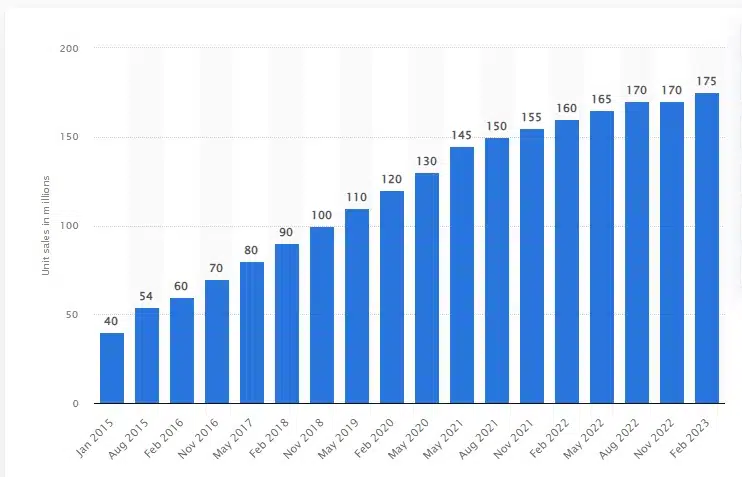 200
150
100
50
0
Unit sales in millions
40
54
60
70
80
90
100
110
120
130
145
150
155
160
165
170
170
175
Jan 2015
Aug 2015
Feb 2016
Nov 2016
May 2017
Feb 2018
Nov 2018
May 2019
Feb 2020
May 2020
May 2021
Aug 2021
Nov 2021
Feb 2022
May 2022
Aug 2022
Nov 2022
Feb 2023